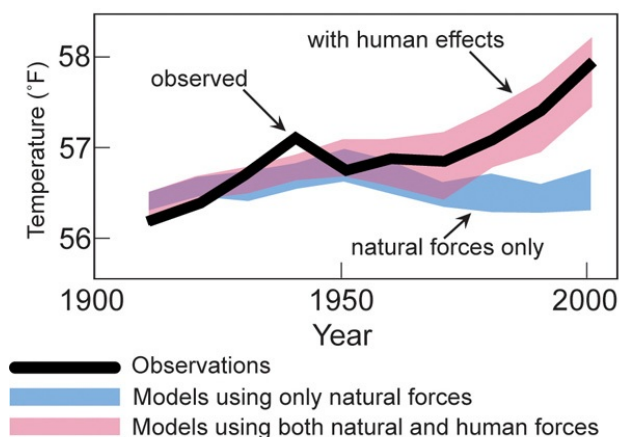 with human effects
observed
natural forces only
Temperature (˚F)
58
57
56
1900
1950
2000
Year
Observations
Models using only natural forces
Models using both natural and human forces